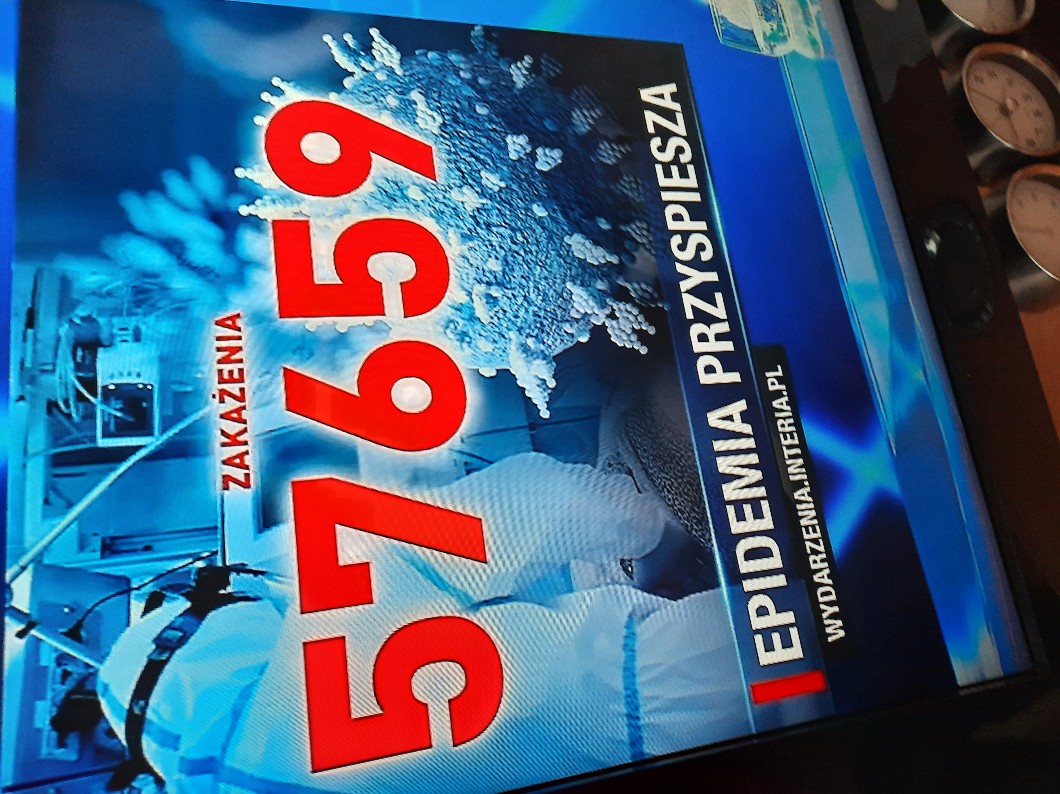 ZAKAŻENIA
57659
EPIDEMIA PRZYSPIESZA
WYDARZENIA.INTERIA.PL